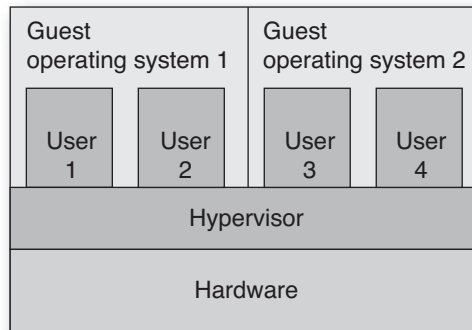 Guest
operating system 1
Guest
operating system 2
User
1
User
2
User
3
User
4
Hypervisor
Hardware